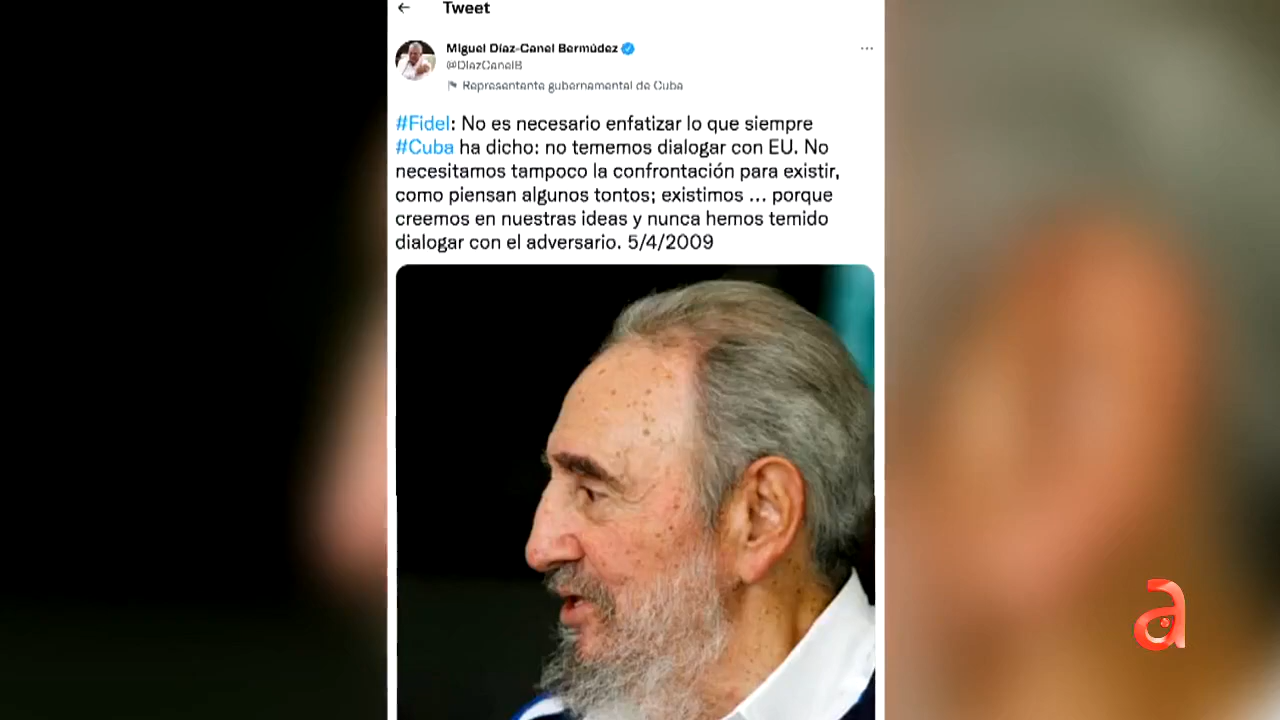 Tweet
Miguel Díaz-Canel Bermúdez
@DiazCanelB
Representante gubernamental de Cuba
#Fidel: No es necesario enfatizar lo que siempre
#Cuba ha dicho: no tememos dialogar con EU. No
necesitamos tampoco la confrontación para existir,
como piensan algunos tontos; existimos ... porque
creemos en nuestras ideas y nunca hemos temido
dialogar con el adversario. 5/4/2009
a